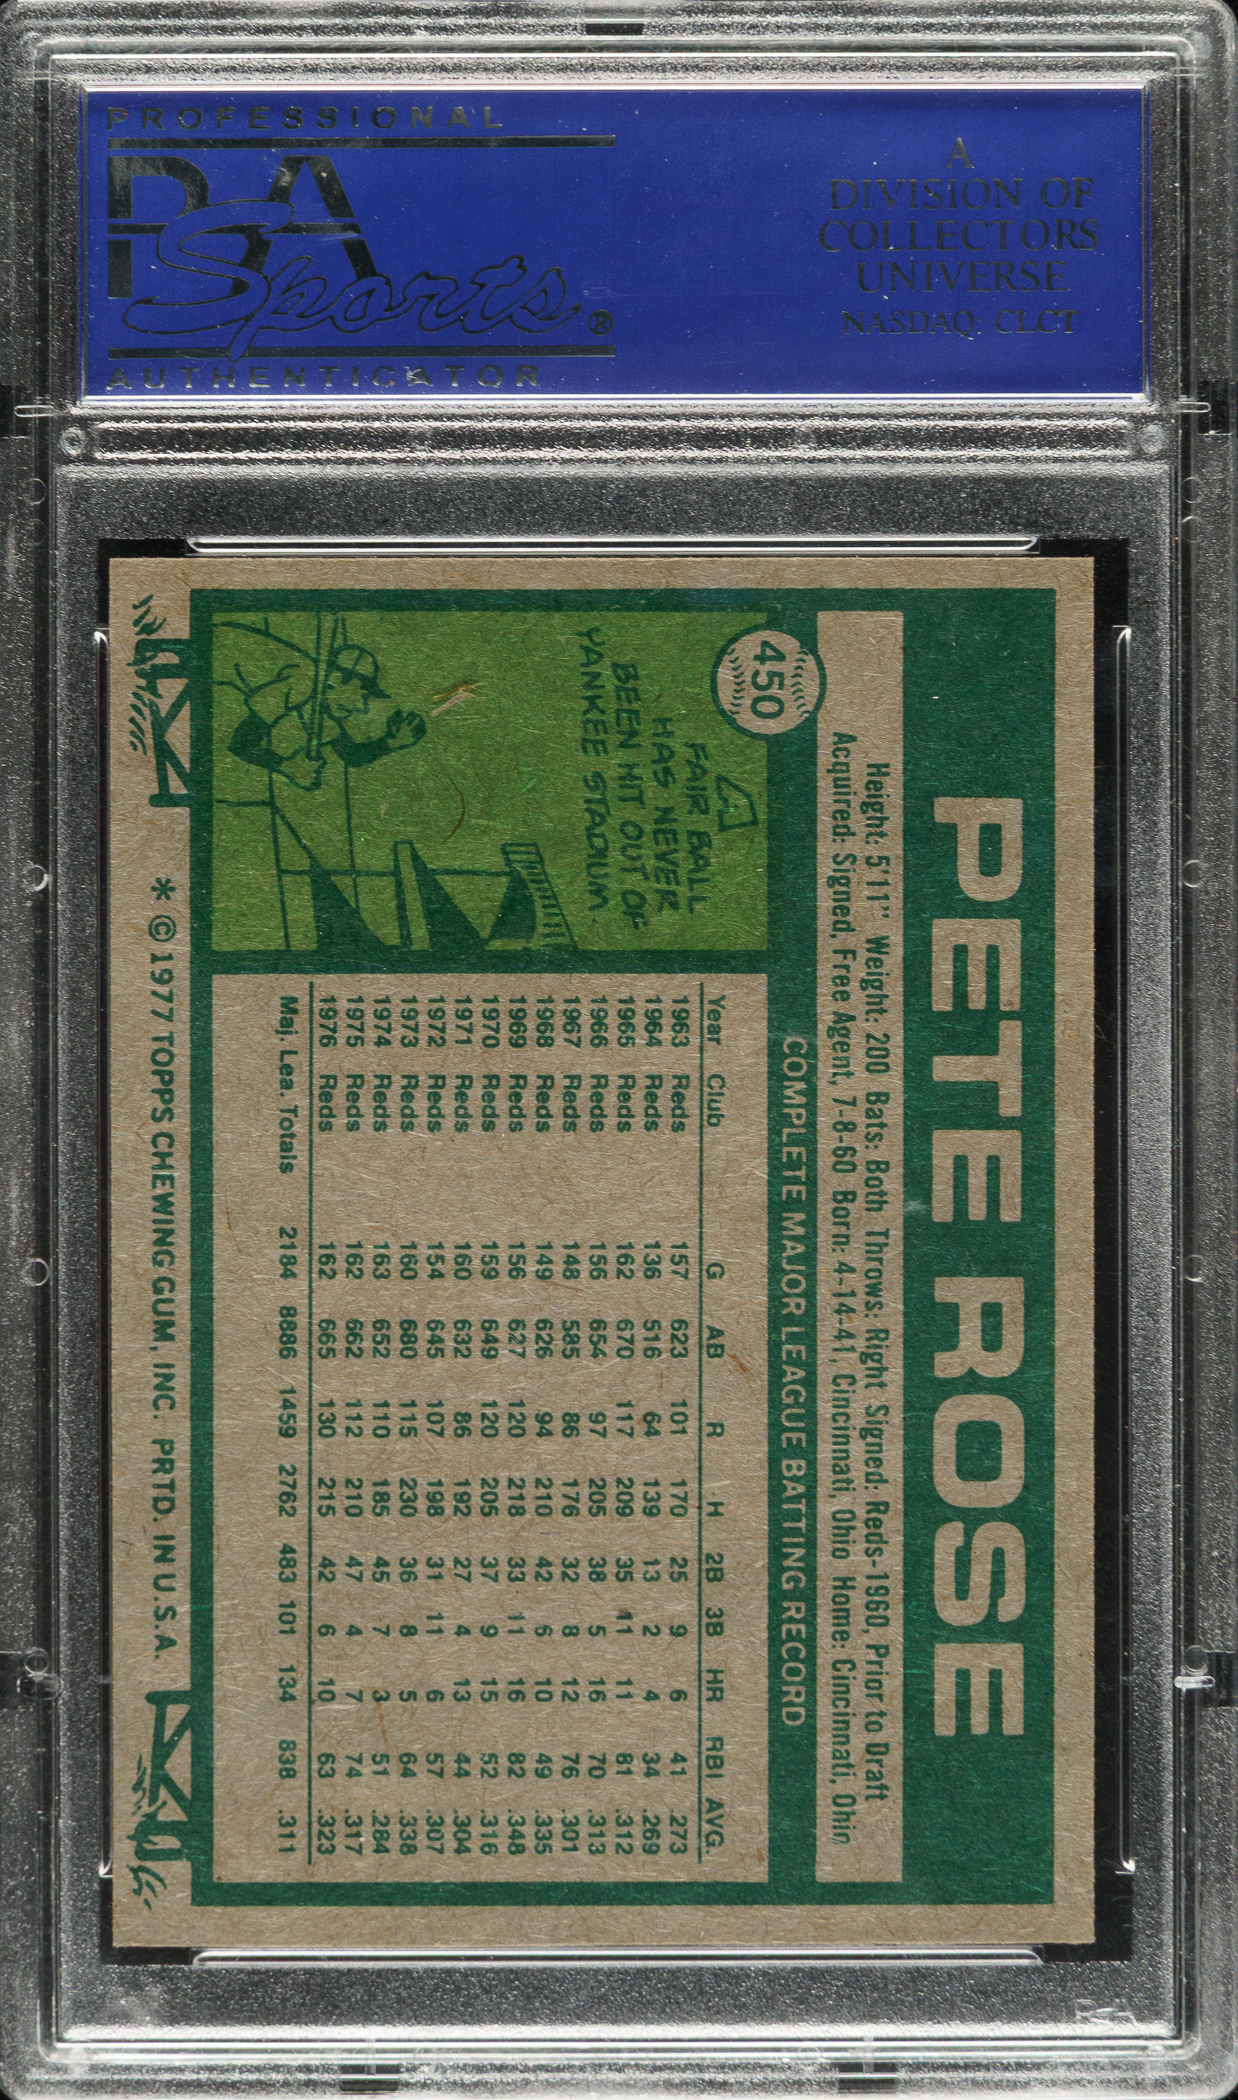 PROFESSIONAL
PSA
Sports ®
AUTHENTICATOR
A
DIVISION OF
COLLECTORS
UNIVERSE
NASDAQ: CLCT
PETE ROSE
450
Height: 5'11" Weight: 200 Bats: Both Throws: Right Signed: Reds-1960, Prior to Draft
Acquired: Signed, Free Agent, 7-8-60 Born: 4-14-41, Cincinnati, Ohio Home: Cincinnati, Ohio
COMPLETE MAJOR LEAGUE BATTING RECORD
A
FAIR BALL
HAS NEVER
BEEN HIT OUT OF
YANKEE STADIUM.
Year Club G AB R H 2B 3B HR RBI AVG.
1963 Reds 157 623 101 170 25 9 6 41 .273
1964 Reds 136 516 64 139 13 2 4 34 .269
1965 Reds 162 670 117 209 35 11 11 81 .312
1966 Reds 156 654 97 205 38 5 16 70 .313
1967 Reds 148 585 86 176 32 8 12 76 .301
1968 Reds 149 626 94 210 42 6 10 49 .335
1969 Reds 156 627 120 218 33 11 16 82 .348
1970 Reds 159 649 120 205 37 9 15 52 .316
1971 Reds 160 632 86 192 27 4 13 44 .304
1972 Reds 154 645 107 198 31 11 6 57 .307
1973 Reds 160 680 115 230 36 8 5 64 .338
1974 Reds 163 652 110 185 45 7 3 51 .284
1975 Reds 162 662 112 210 47 4 7 74 .317
1976 Reds 162 665 130 215 42 6 10 63 .323
Maj. Lea. Totals 2184 8886 1459 2762 483 101 134 838 .311
* © 1977 TOPPS CHEWING GUM, INC. PRTD. IN U.S.A.
PSA